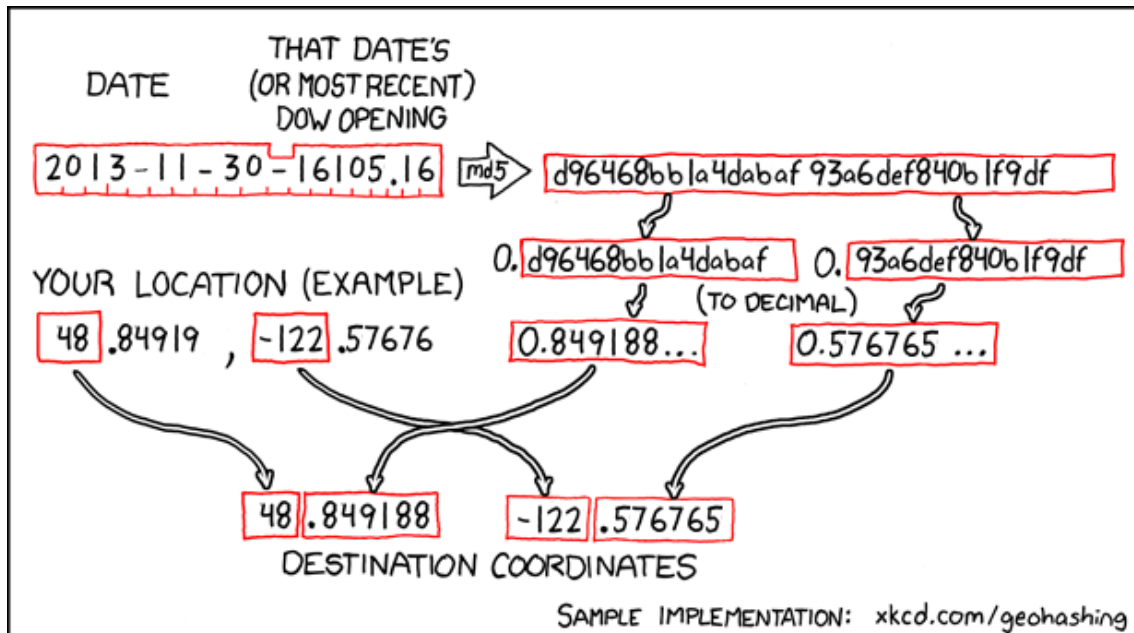 DATE
THAT DATE'S
(OR MOST RECENT)
DOW OPENING
2013-11-30-16105.16
md5
d96468bb1a4dabaf 93a6def840b1f9df
0. d96468bb1a4dabaf
0. 93a6def840b1f9df
YOUR LOCATION (EXAMPLE)
(TO DECIMAL)
48.84919, -122.57676
0.849188...
0.576765...
48.849188
-122.576765
DESTINATION COORDINATES
SAMPLE IMPLEMENTATION: xkcd.com/geohashing